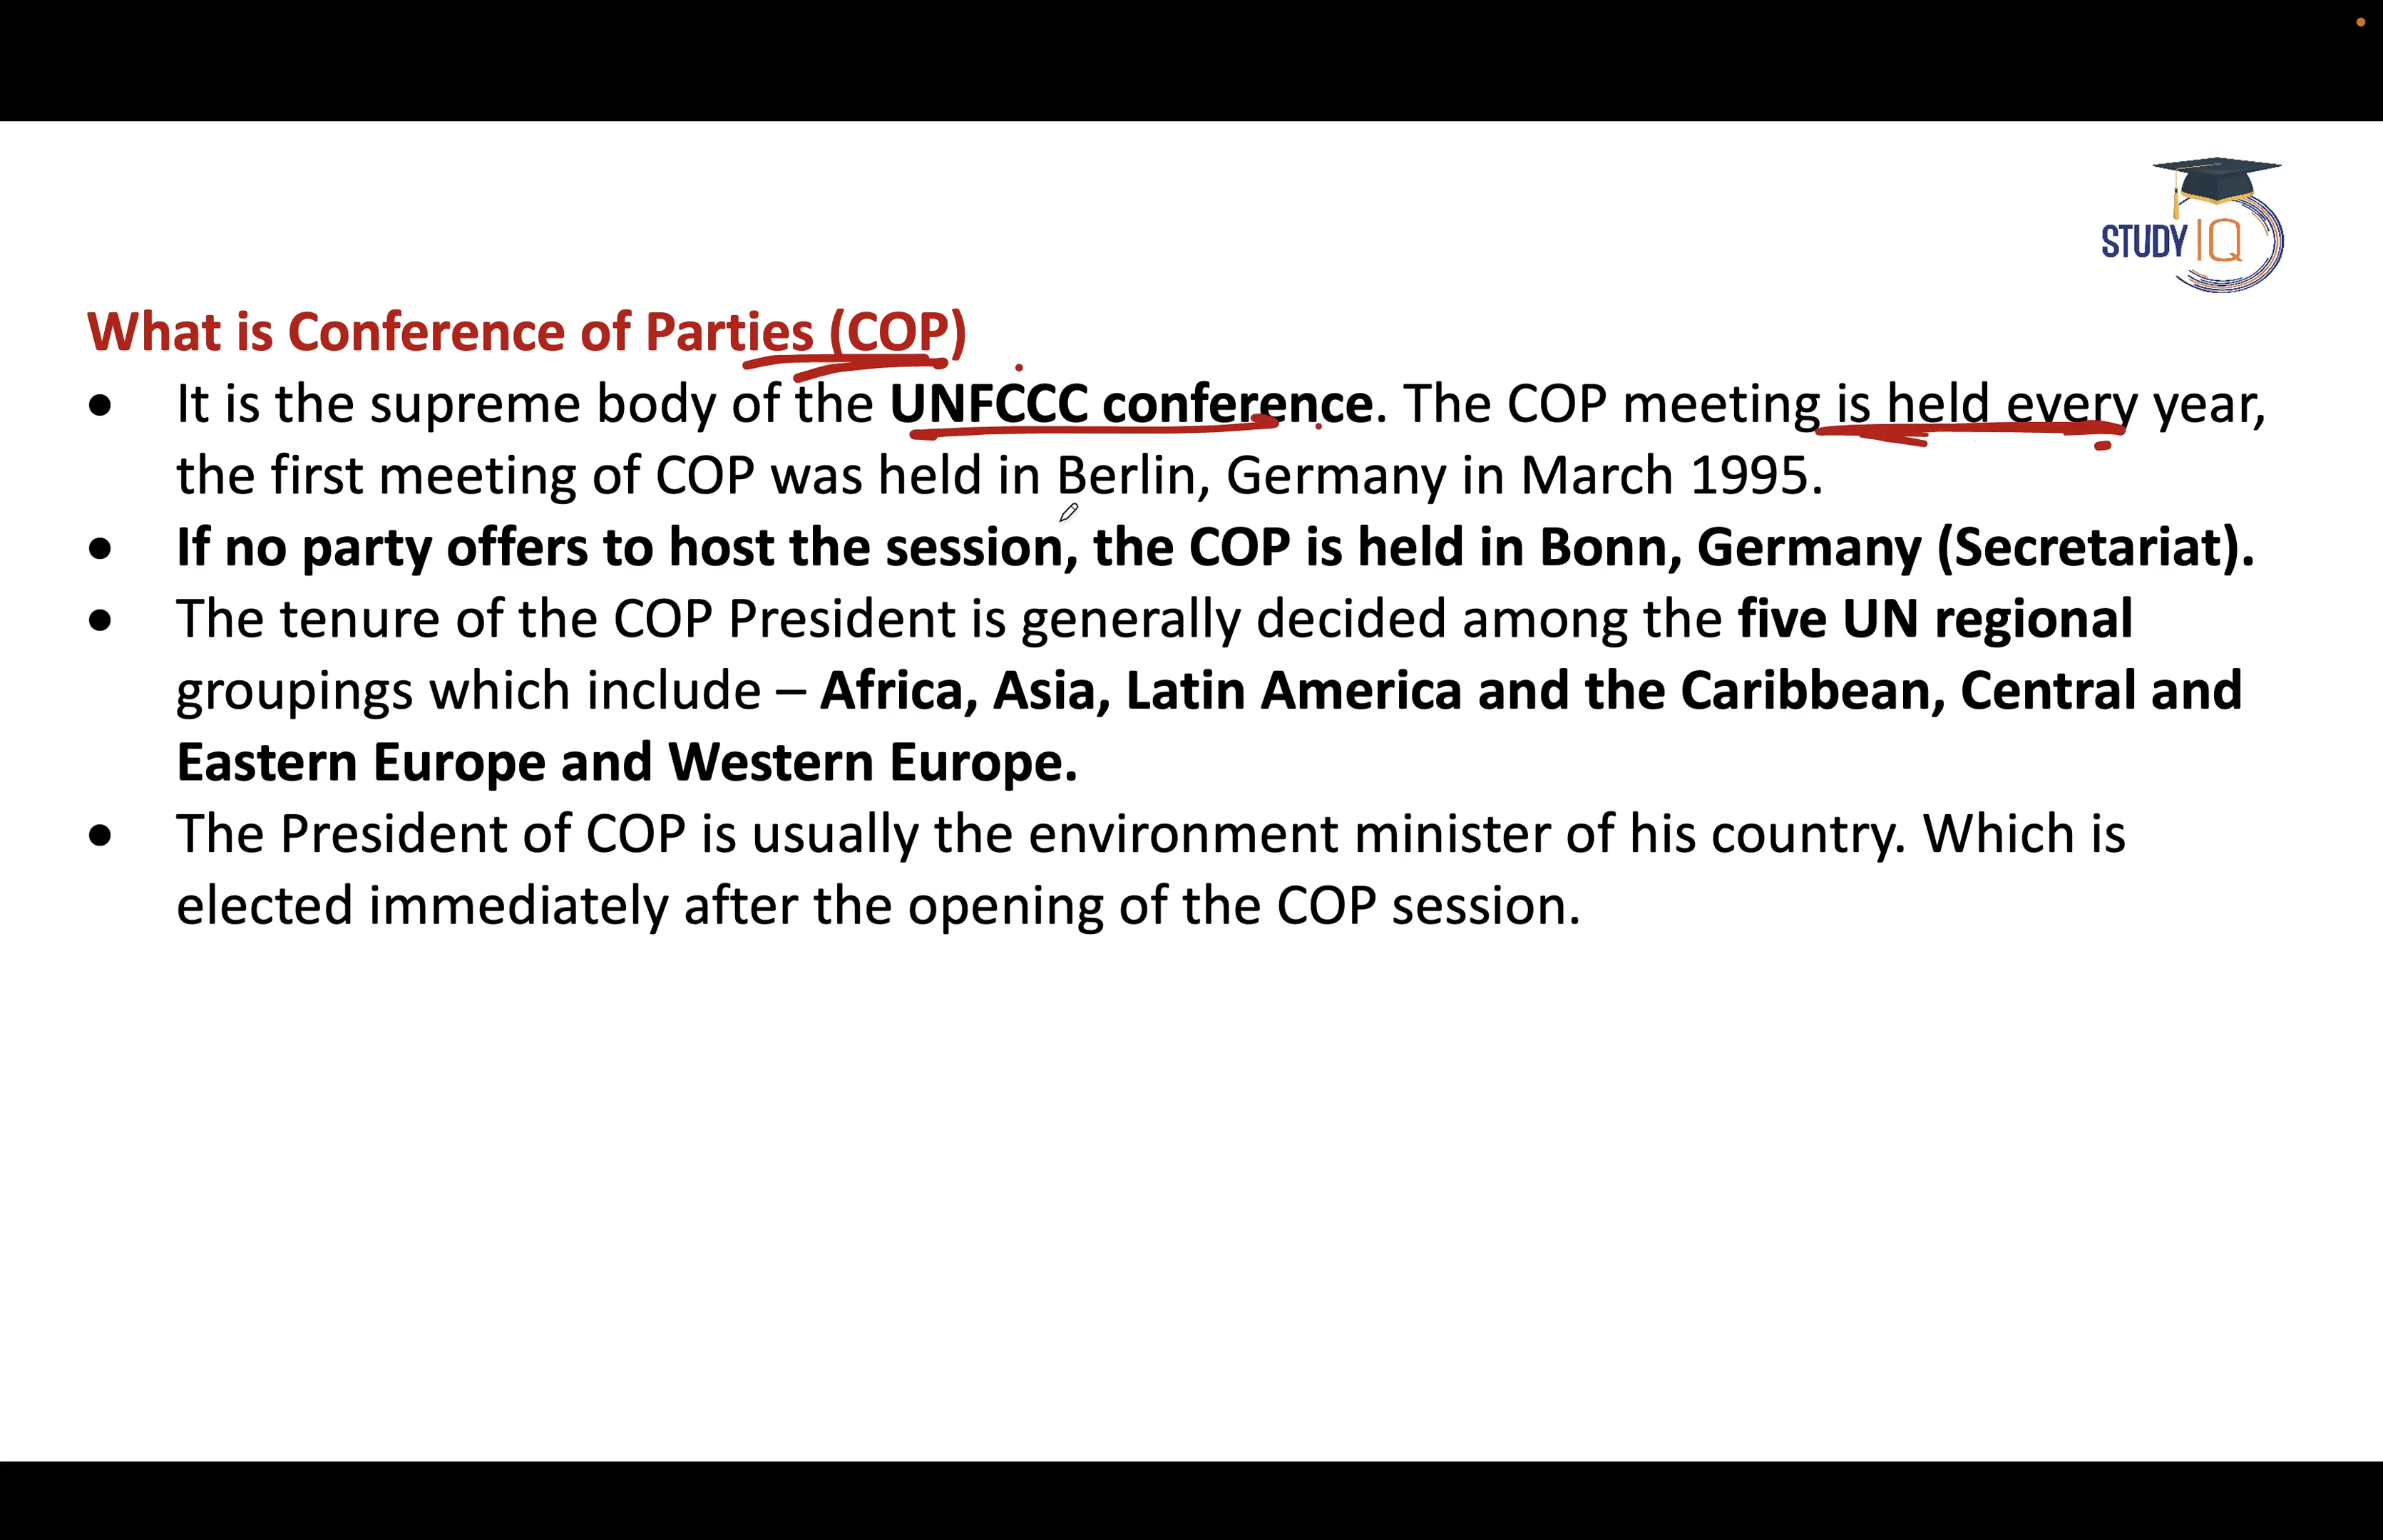 STUDY IQ
What is Conference of Parties (COP)
● It is the supreme body of the UNFCCC conference. The COP meeting is held every year,
the first meeting of COP was held in Berlin, Germany in March 1995.
● If no party offers to host the session, the COP is held in Bonn, Germany (Secretariat).
● The tenure of the COP President is generally decided among the five UN regional
groupings which include – Africa, Asia, Latin America and the Caribbean, Central and
Eastern Europe and Western Europe.
● The President of COP is usually the environment minister of his country. Which is
elected immediately after the opening of the COP session.